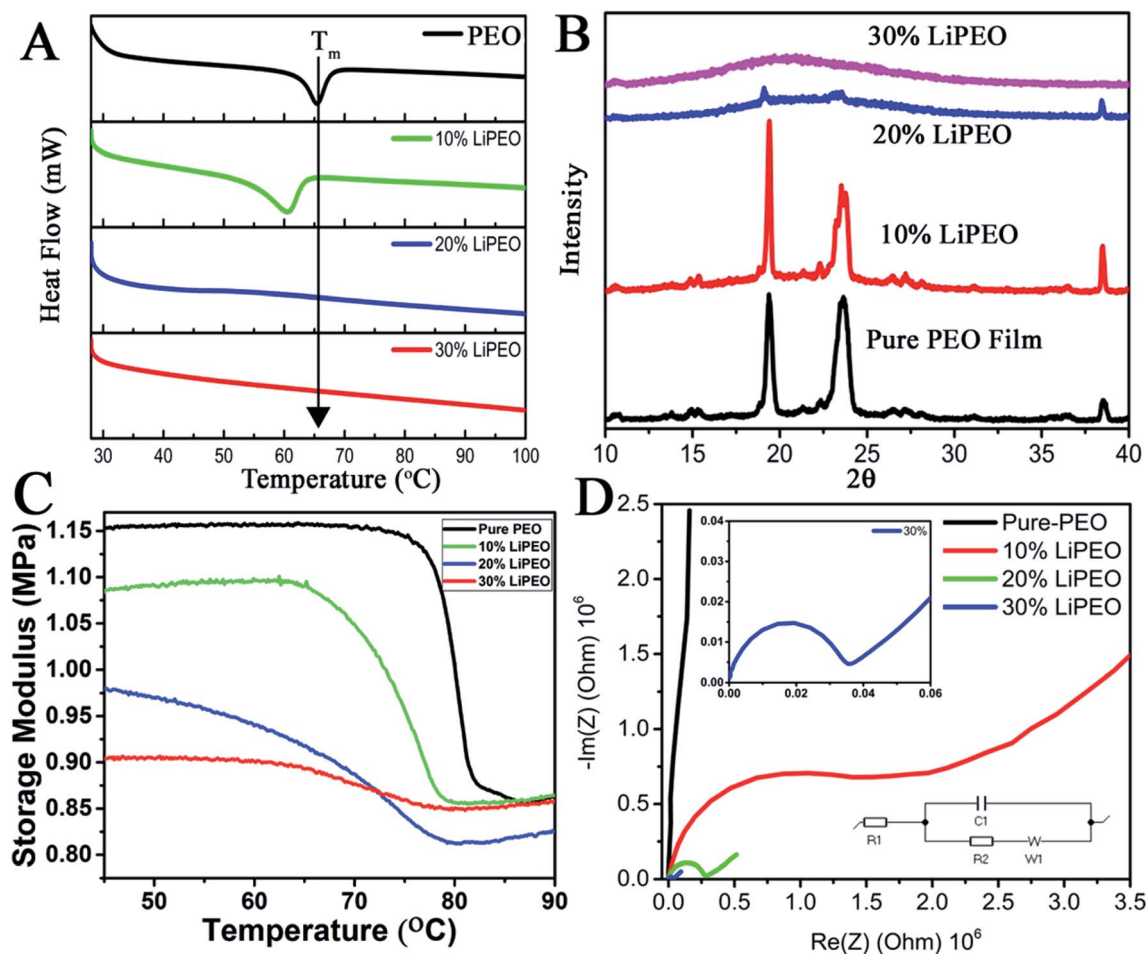 A
PEO
Tm
10% LiPEO
20% LiPEO
30% LiPEO
Heat Flow (mW)
30 40 50 60 70 80 90 100
Temperature (°C)
B
30% LiPEO
20% LiPEO
10% LiPEO
Pure PEO Film
Intensity
10 15 20 25 30 35 40
2θ
C
Pure PEO
10% LiPEO
20% LiPEO
30% LiPEO
1.15
1.10
1.05
1.00
0.95
0.90
0.85
0.80
Storage Modulus (MPa)
50 60 70 80 90
Temperature (OC)
D
Pure-PEO
10% LiPEO
20% LiPEO
30% LiPEO
2.5
2.0
1.5
1.0
0.5
0.0
-Im(Z) (Ohm) 10⁶
30%
0.04
0.03
0.01
0.00
0.00 0.02 0.04 0.06
R1
C1
R2
W
W1
0.0 0.5 1.0 1.5 2.0 2.5 3.0 3.5
Re(Z) (Ohm) 10⁶